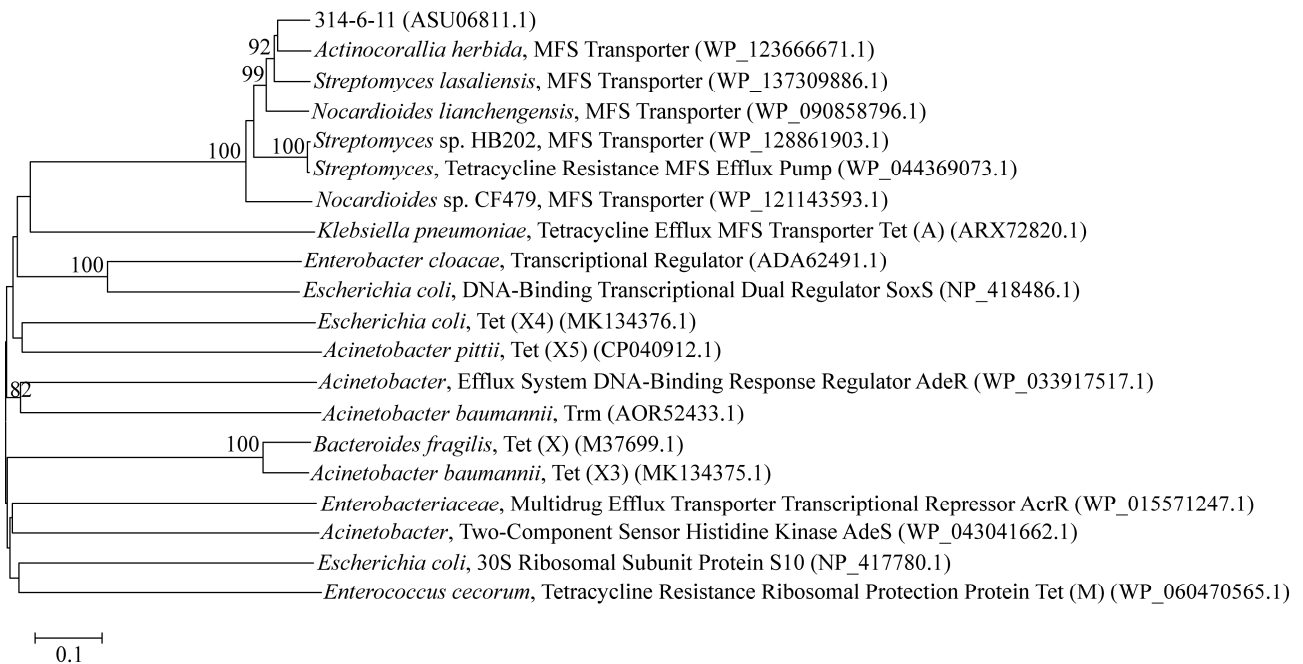 314-6-11 (ASU06811.1)
92
Actinocorallia herbida, MFS Transporter (WP_123666671.1)
99
Streptomyces lasaliensis, MFS Transporter (WP_137309886.1)
Nocardioides lianchengensis, MFS Transporter (WP_090858796.1)
100
100
Streptomyces sp. HB202, MFS Transporter (WP_128861903.1)
Streptomyces, Tetracycline Resistance MFS Efflux Pump (WP_044369073.1)
Nocardioides sp. CF479, MFS Transporter (WP_121143593.1)
Klebsiella pneumoniae, Tetracycline Efflux MFS Transporter Tet (A) (ARX72820.1)
100
Enterobacter cloacae, Transcriptional Regulator (ADA62491.1)
Escherichia coli, DNA-Binding Transcriptional Dual Regulator SoxS (NP_418486.1)
Escherichia coli, Tet (X4) (MK134376.1)
Acinetobacter pittii, Tet (X5) (CP040912.1)
82
Acinetobacter, Efflux System DNA-Binding Response Regulator AdeR (WP_033917517.1)
Acinetobacter baumannii, Trm (AOR52433.1)
100
Bacteroides fragilis, Tet (X) (M37699.1)
Acinetobacter baumannii, Tet (X3) (MK134375.1)
Enterobacteriaceae, Multidrug Efflux Transporter Transcriptional Repressor AcrR (WP_015571247.1)
Acinetobacter, Two-Component Sensor Histidine Kinase AdeS (WP_043041662.1)
Escherichia coli, 30S Ribosomal Subunit Protein S10 (NP_417780.1)
Enterococcus cecorum, Tetracycline Resistance Ribosomal Protection Protein Tet (M) (WP_060470565.1)
0.1